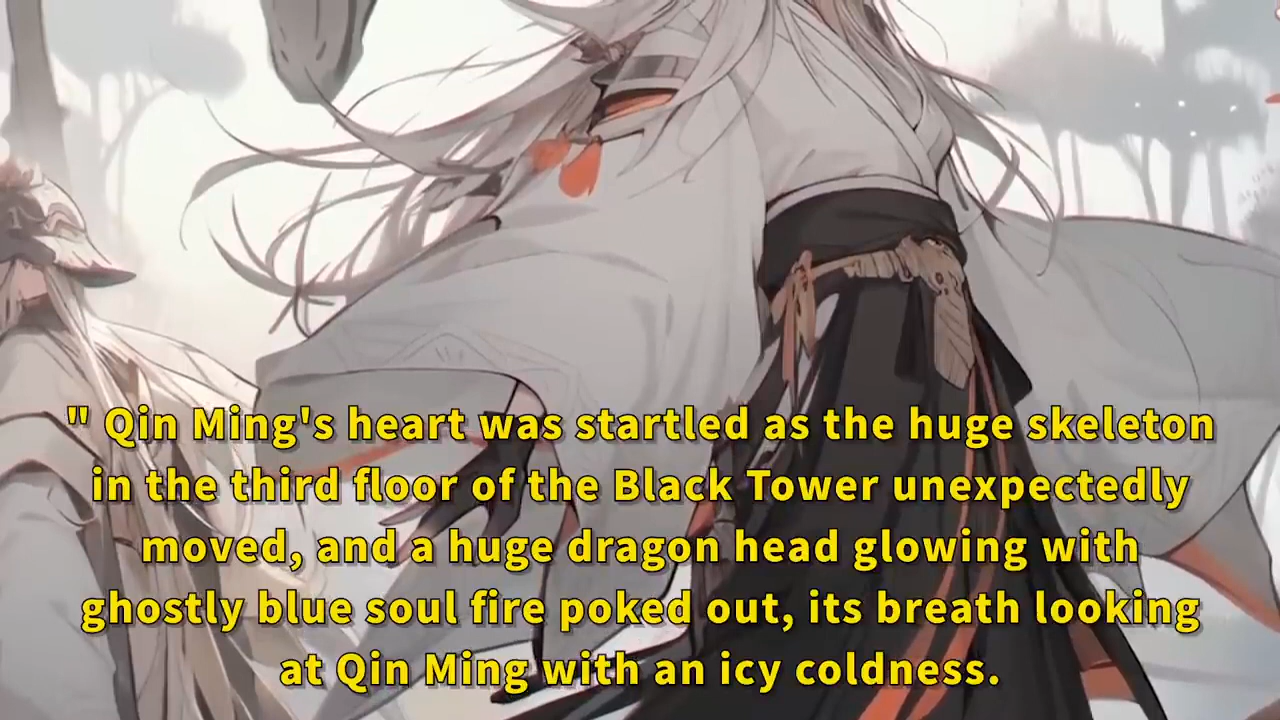 " Qin Ming's heart was startled as the huge skeleton
in the third floor of the Black Tower unexpectedly
moved, and a huge dragon head glowing with
ghostly blue soul fire poked out, its breath looking
at Qin Ming with an icy coldness.